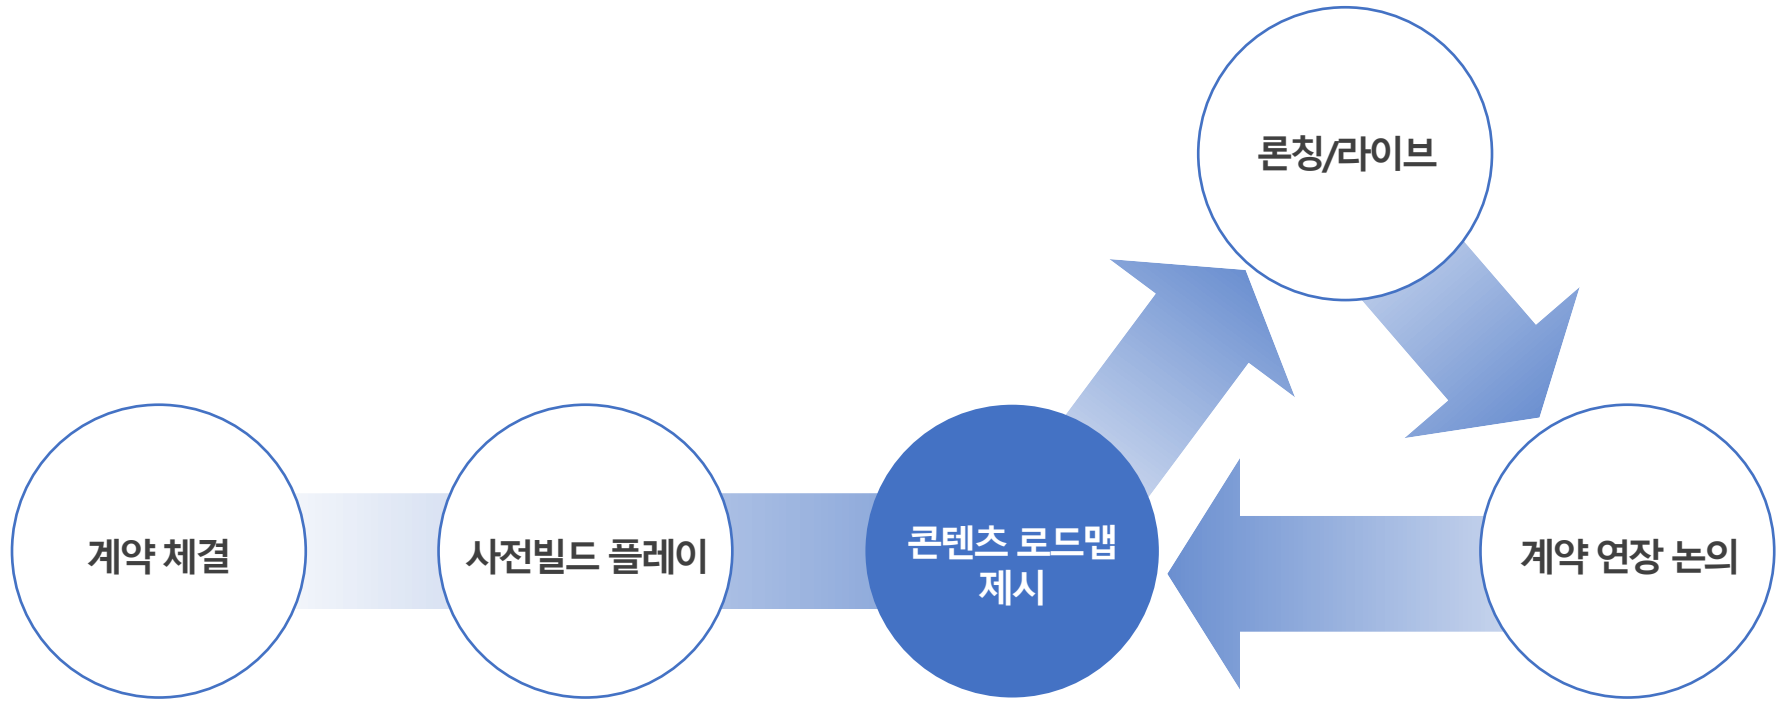 계약 체결
사전빌드 플레이
콘텐츠 로드맵
제시
론칭/라이브
계약 연장 논의